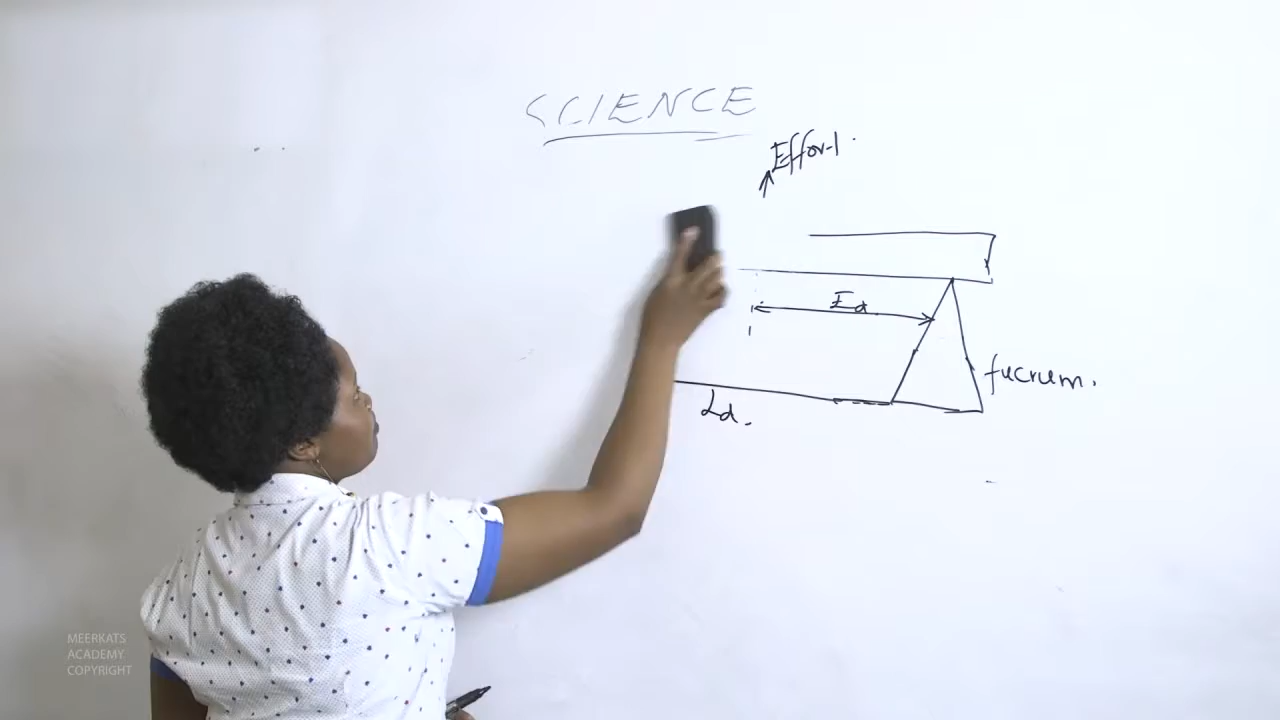 SCIENCE
Effort.
Ed
fucrum.
Ld.
MEERKATS
ACADEMY
COPYRIGHT